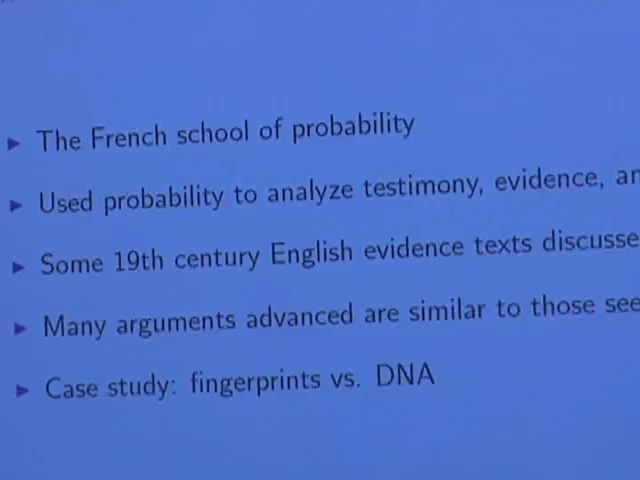 The French school of probability
Used probability to analyze testimony, evidence, an
Some 19th century English evidence texts discusse
Many arguments advanced are similar to those see
Case study: fingerprints vs. DNA